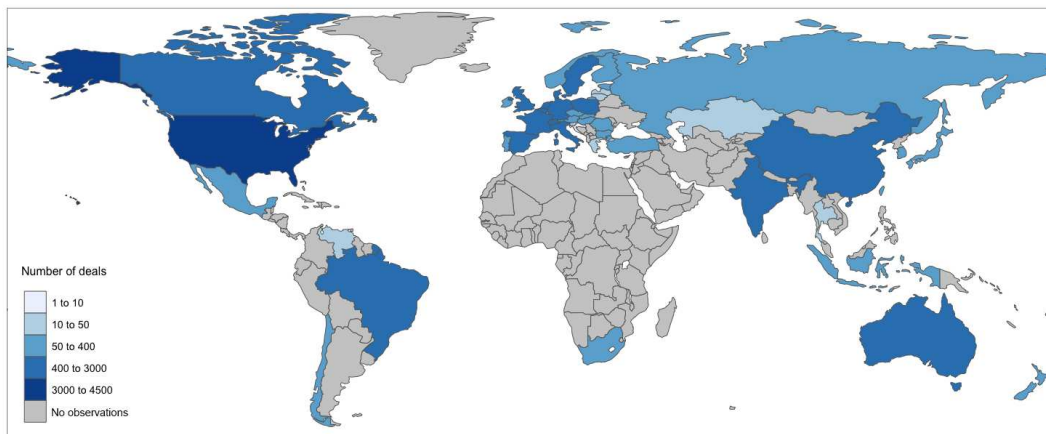 Number of deals
1 to 10
10 to 50
50 to 400
400 to 3000
3000 to 4500
No observations